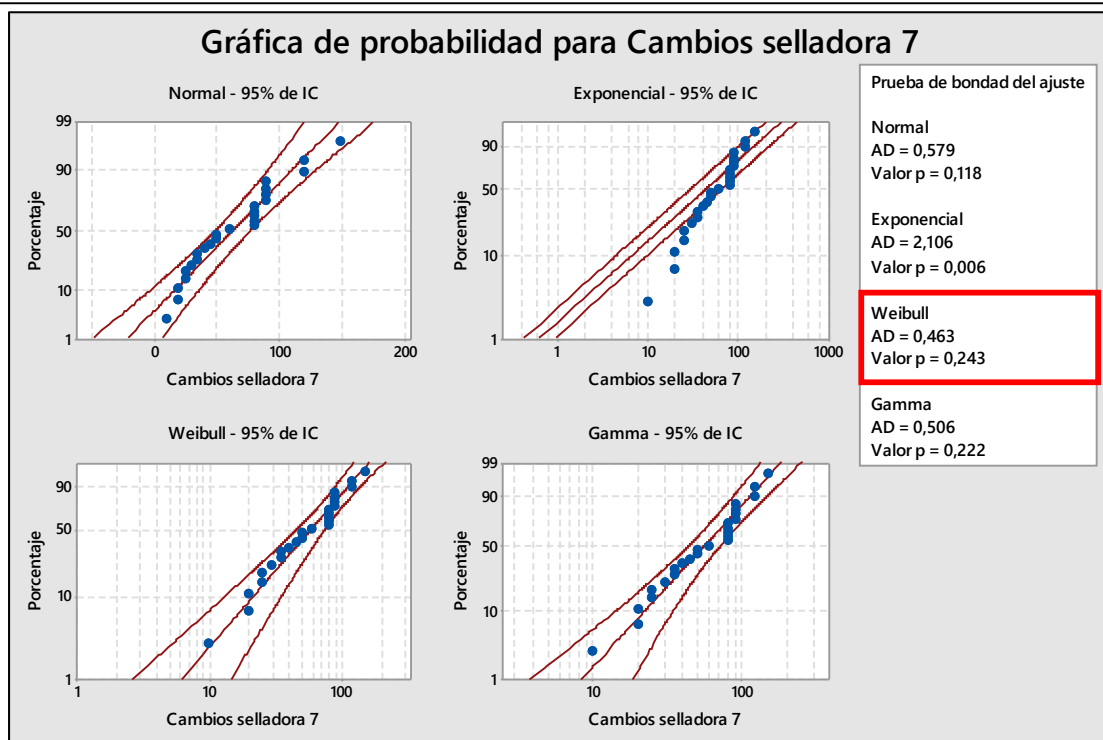 Gráfica de probabilidad para Cambios selladora 7
Normal - 95% de IC
99
90
50
10
1
Porcentaje
0 100 200
Cambios selladora 7
Exponencial - 95% de IC
90
50
10
1
Porcentaje
1 10 100 1000
Cambios selladora 7
Weibull - 95% de IC
90
50
10
1
Porcentaje
1 10 100
Cambios selladora 7
Gamma - 95% de IC
99
90
50
10
1
Porcentaje
10 100
Cambios selladora 7
Prueba de bondad del ajuste
Normal
AD = 0,579
Valor p = 0,118
Exponencial
AD = 2,106
Valor p = 0,006
Weibull
AD = 0,463
Valor p = 0,243
Gamma
AD = 0,506
Valor p = 0,222